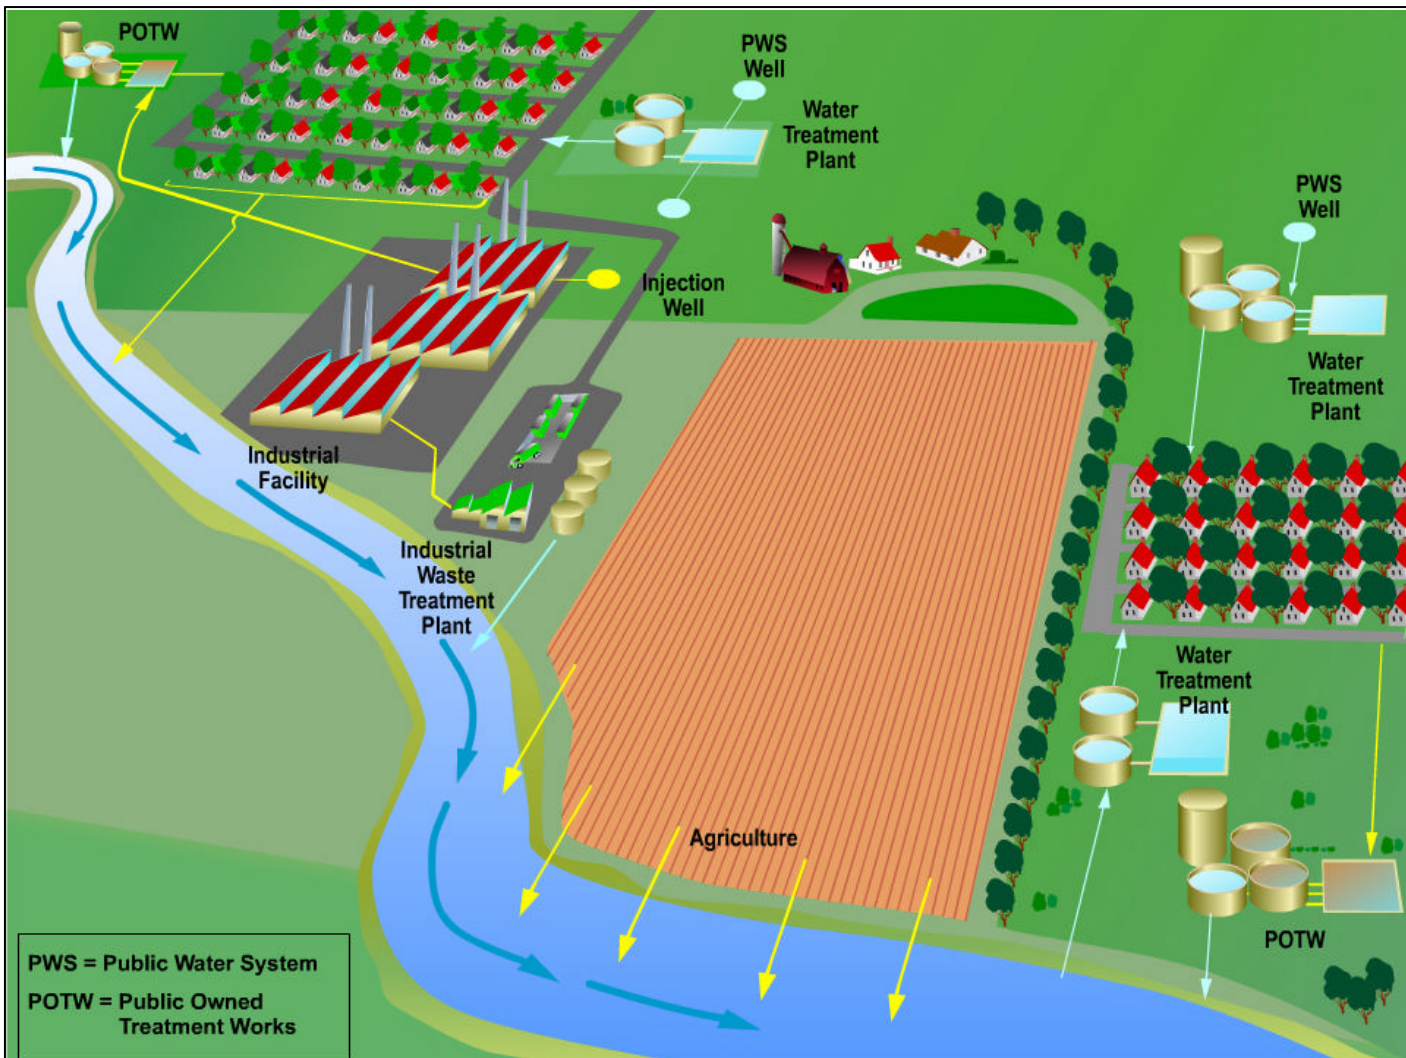 POTW
PWS
Well
Water
Treatment
Plant
PWS
Well
Injection
Well
Water
Treatment
Plant
Industrial
Facility
Industrial
Waste
Treatment
Plant
Water
Treatment
Plant
Agriculture
POTW
PWS = Public Water System
POTW = Public Owned
Treatment Works